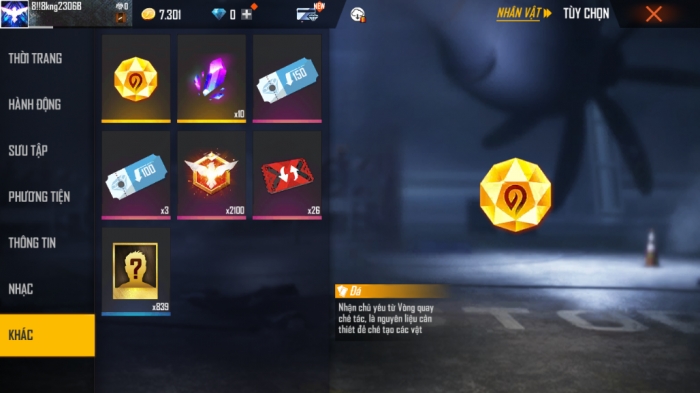 B!!8kng23068
0
7.301
0
NEW
NHÂN VẬT
TÙY CHỌN
THỜI TRANG
HÀNH ĐỘNG
SƯU TẬP
PHƯƠNG TIỆN
THÔNG TIN
NHẠC
KHÁC
x10
150
100
x3
x2100
x26
?
x839
Đá
Nhận chủ yếu từ Vòng quay
chế tác, là nguyên liệu cần
thiết để chế tạo các vật